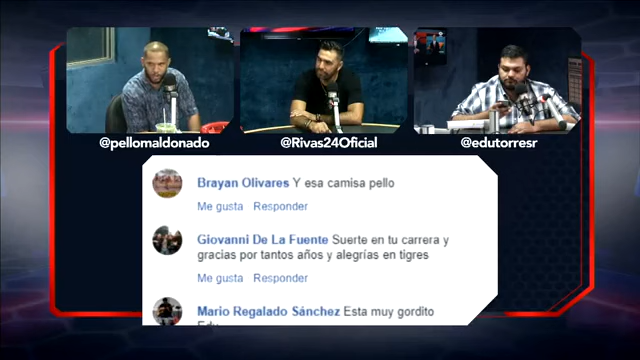 @pellomaldonado
@Rivas24Oficial
@edutorresr
Brayan Olivares Y esa camisa pello
Me gusta Responder
Giovanni De La Fuente Suerte en tu carrera y
gracias por tantos años y alegrías en tigres
Me gusta Responder
Mario Regalado Sánchez Esta muy gordito